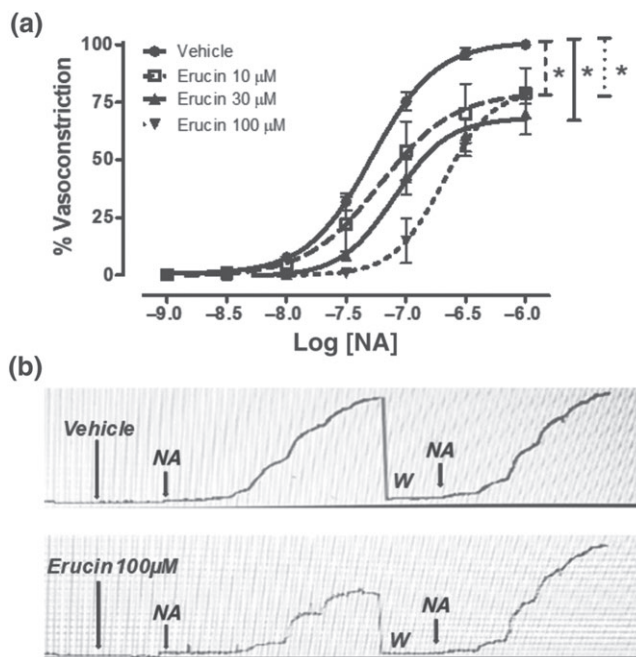 (a)
100
75
50
25
0
% Vasoconstriction
Vehicle
Erucin 10 µM
Erucin 30 µM
Erucin 100 µM
* * *
–9.0 –8.5 –8.0 –7.5 –7.0 –6.5 –6.0
Log [NA]
(b)
Vehicle
NA
W
NA
Erucin 100µM
NA
W
NA